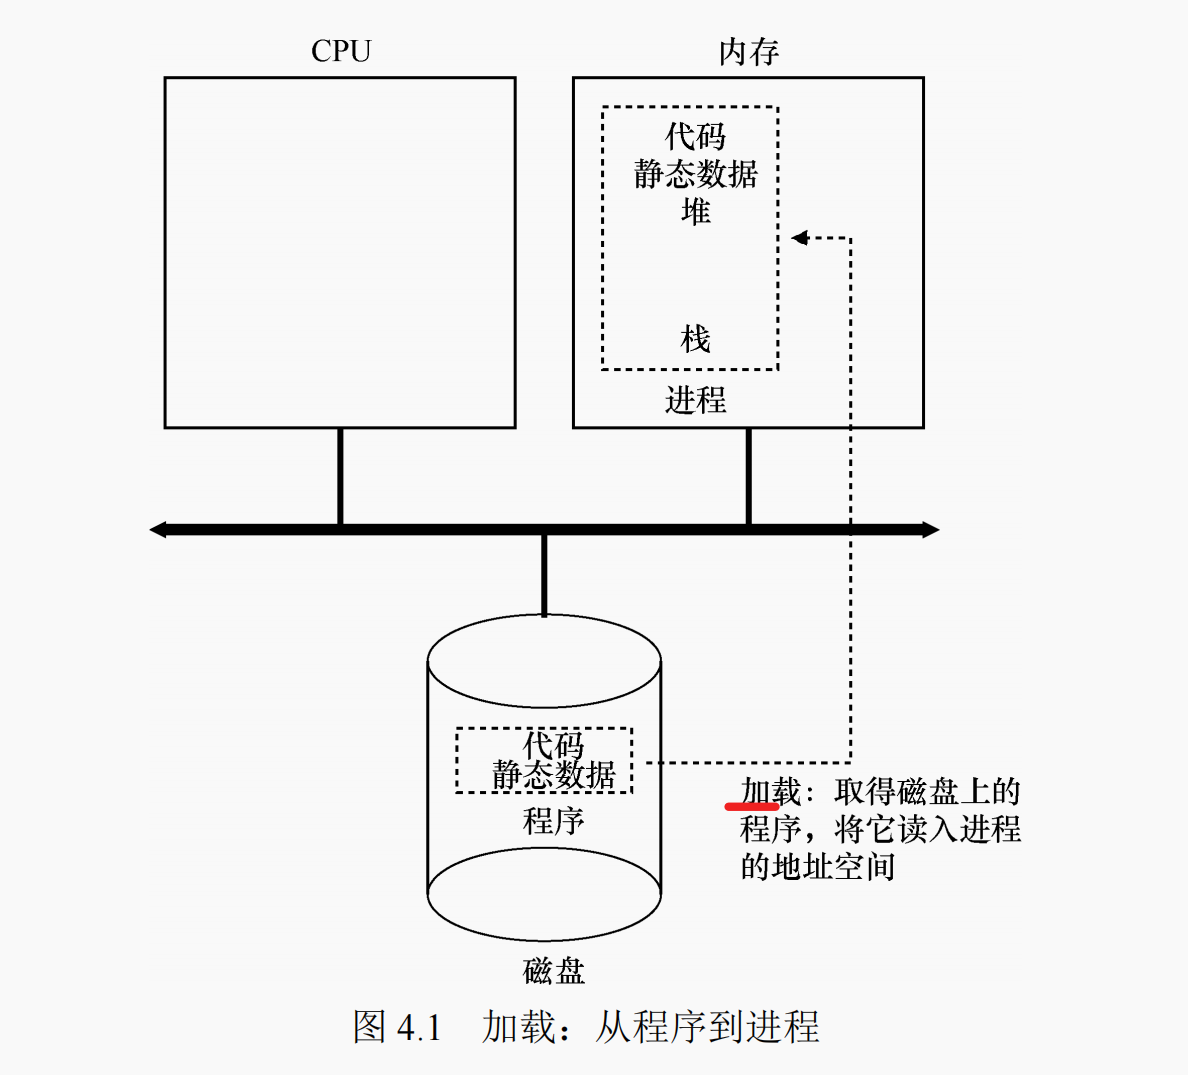 CPU
内存
代码
静态数据
堆
栈
进程
代码
静态数据
程序
加载：取得磁盘上的
程序，将它读入进程
的地址空间
磁盘
图 4.1 加载：从程序到进程